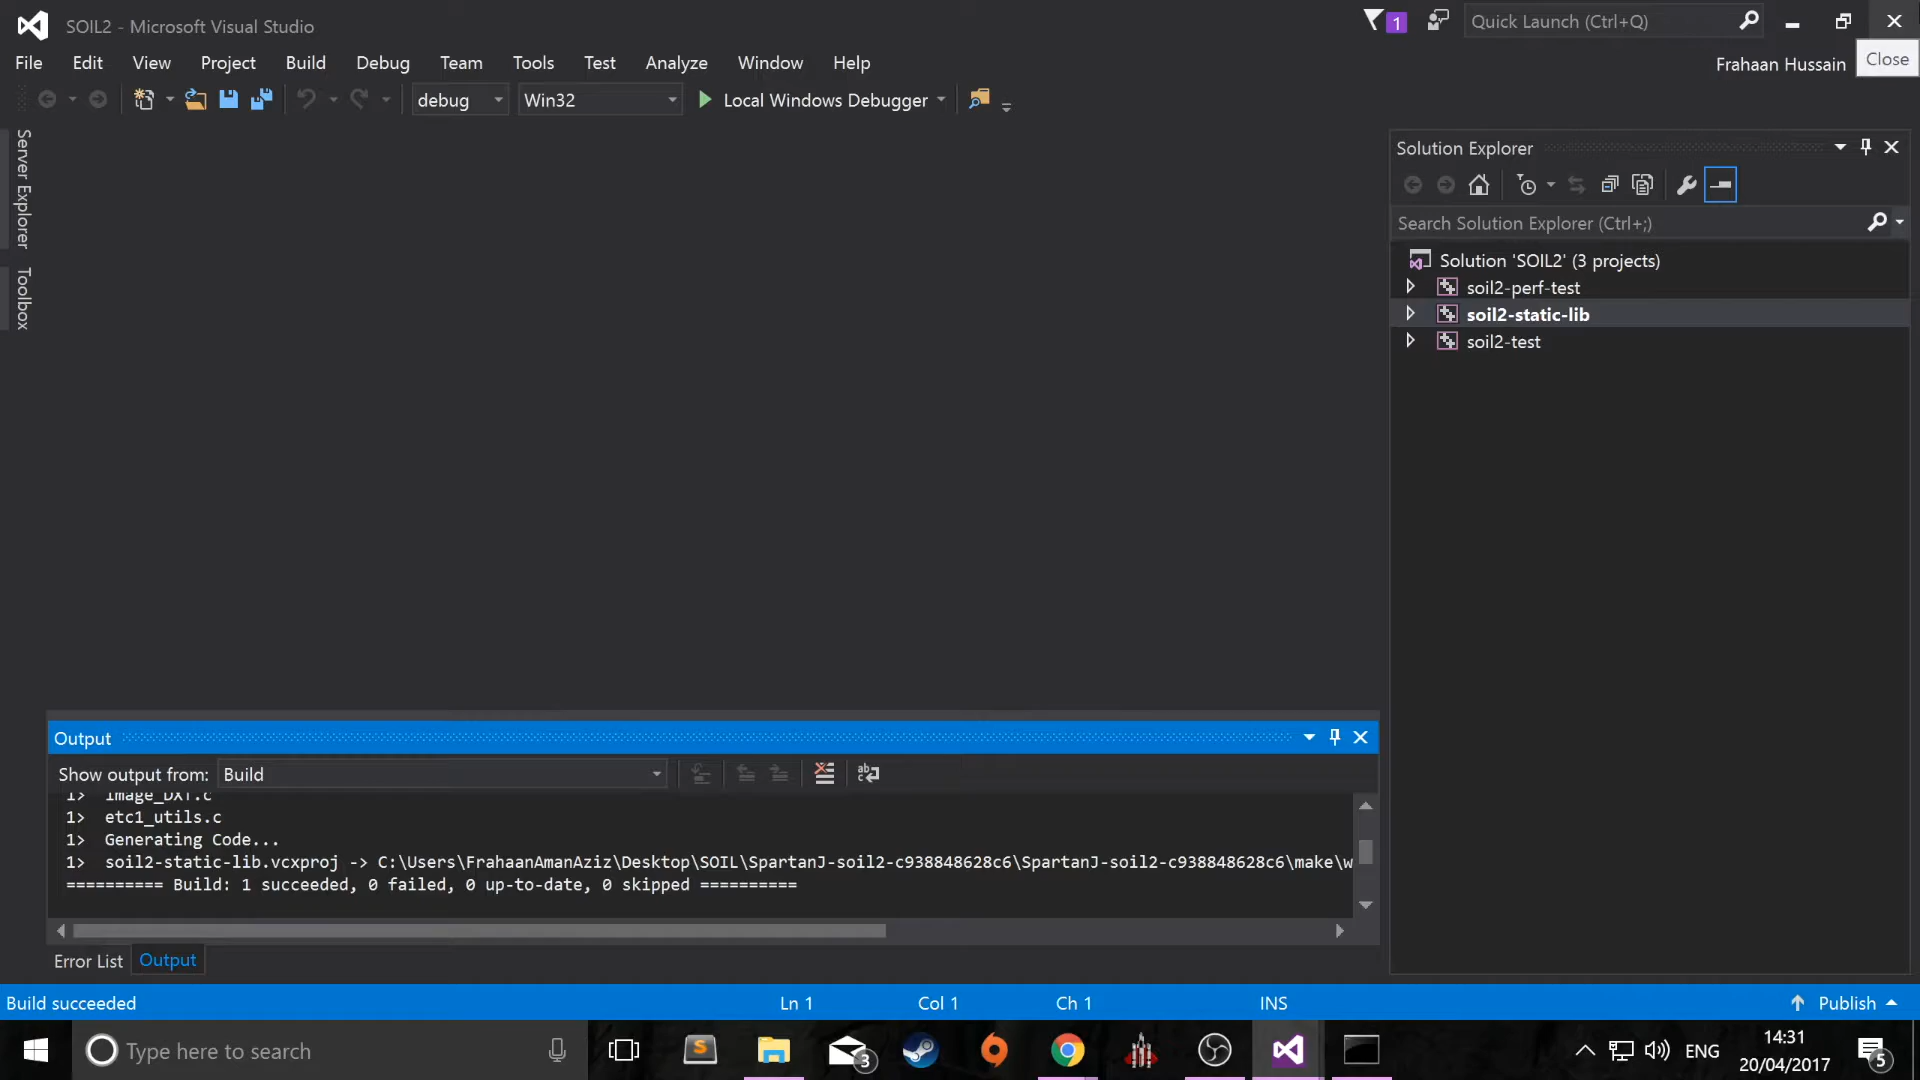 SOIL2 - Microsoft Visual Studio
1
Quick Launch (Ctrl+Q)
File Edit View Project Build Debug Team Tools Test Analyze Window Help
Frahaan Hussain
Close
debug
Win32
Local Windows Debugger
Server Explorer
Toolbox
Solution Explorer
Search Solution Explorer (Ctrl+;)
Solution 'SOIL2' (3 projects)
soil2-perf-test
soil2-static-lib
soil2-test
Output
Show output from: Build
1> image_DXT.c
1> etc1_utils.c
1> Generating Code...
1> soil2-static-lib.vcxproj -> C:\Users\FrahaanAmanAziz\Desktop\SOIL\SpartanJ-soil2-c938848628c6\SpartanJ-soil2-c938848628c6\make\w
========== Build: 1 succeeded, 0 failed, 0 up-to-date, 0 skipped ==========
Error List Output
Build succeeded
Ln 1
Col 1
Ch 1
INS
Publish
Type here to search
3
ENG
14:31
20/04/2017
5